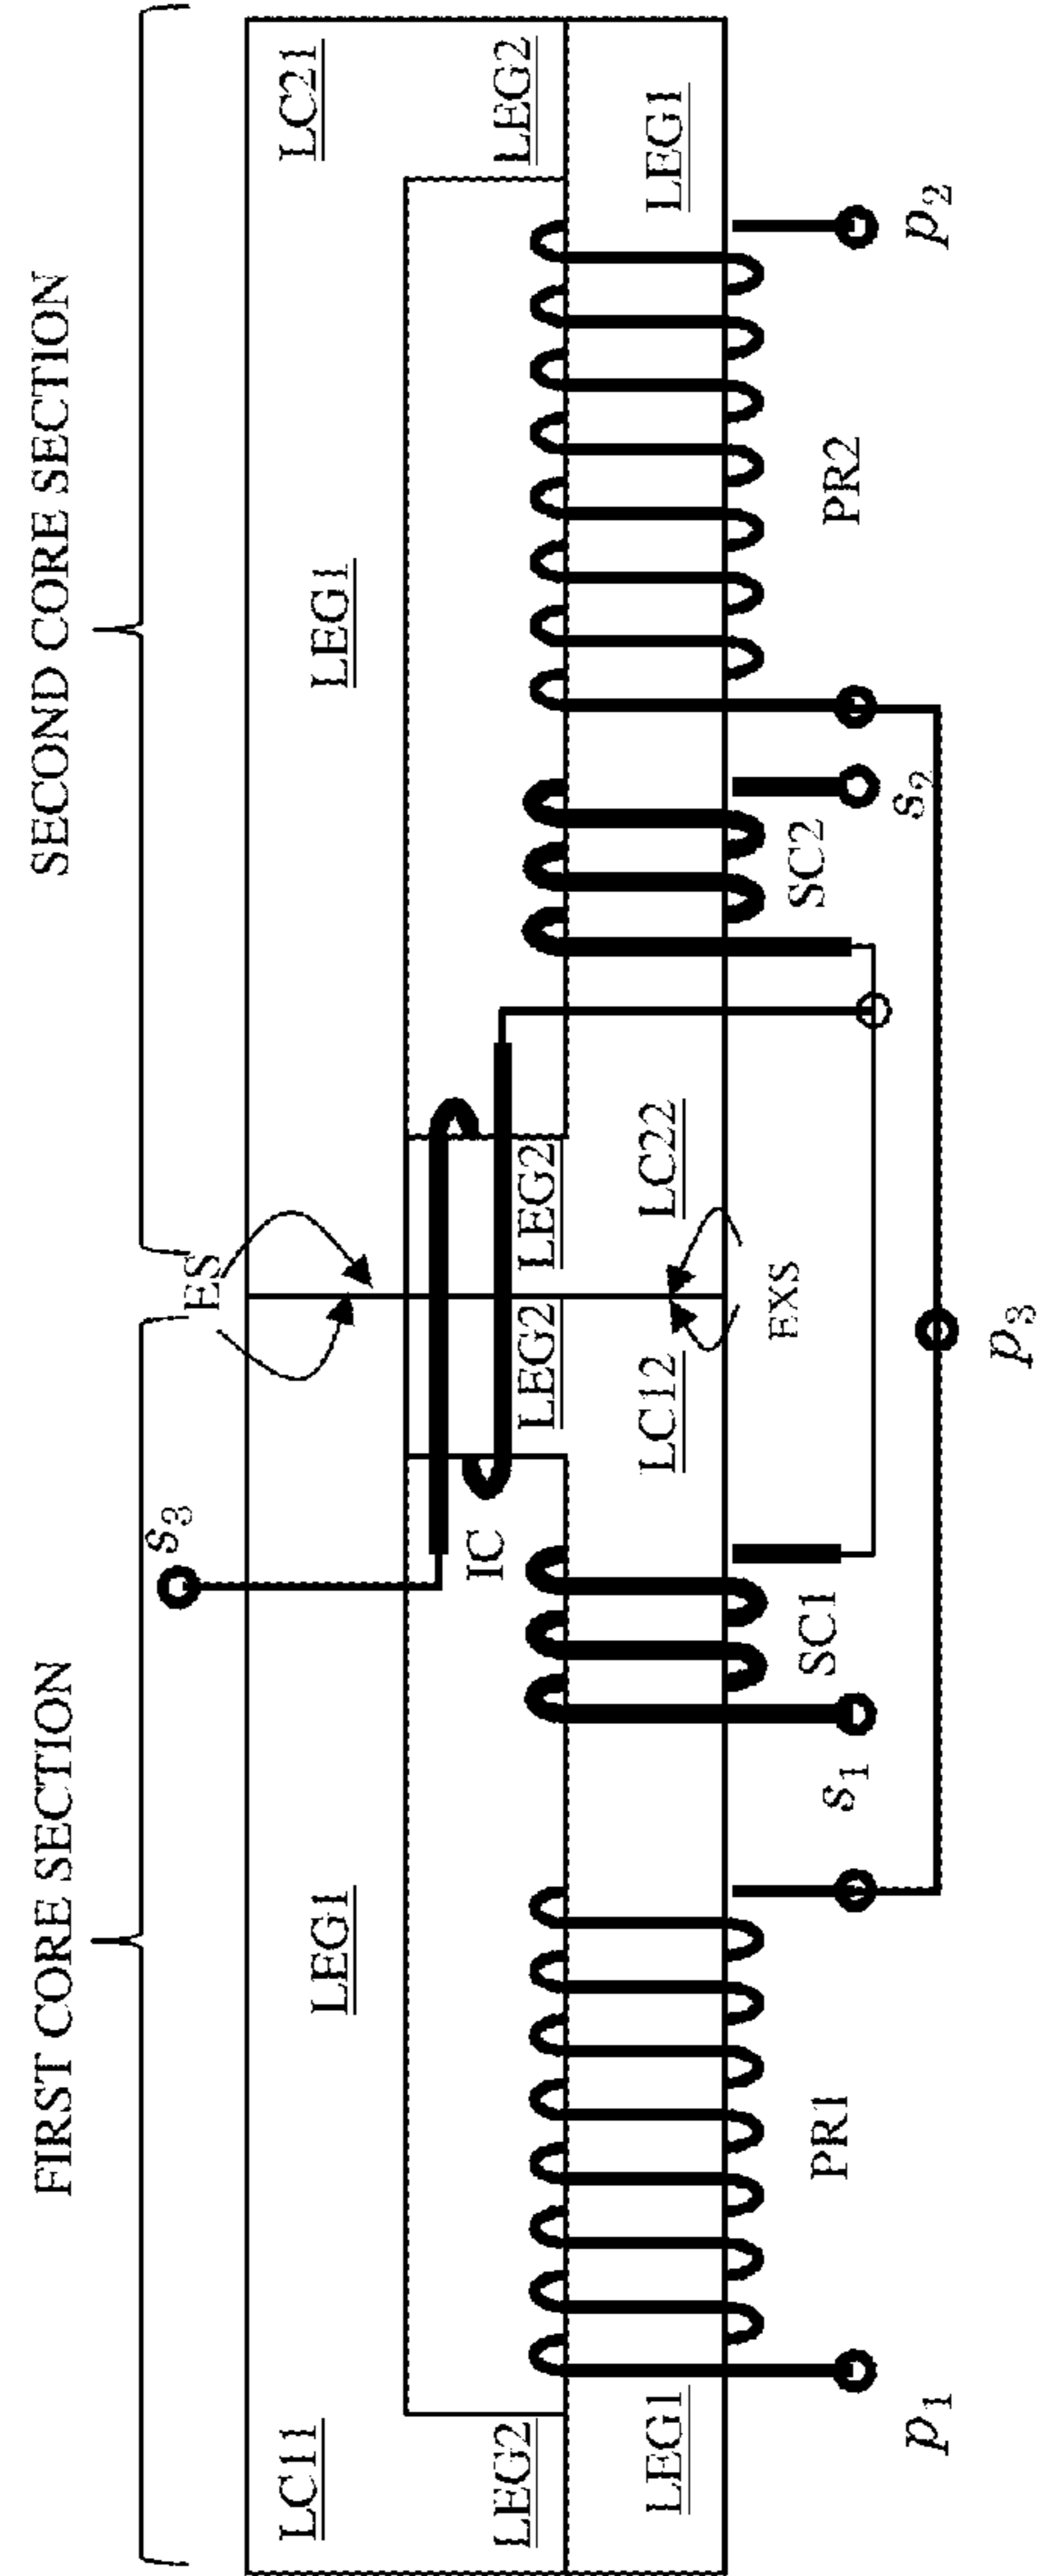 FIRST CORE SECTION
SECOND CORE SECTION
s3
ES
LC11
LEG1
LEG1
LC21
LEG2
IC
LEG2
LEG2
LEG2
LEG1
LC12
LC22
LEG1
EXS
p1
PR1
s1
SC1
SC2
s2
PR2
p2
p3